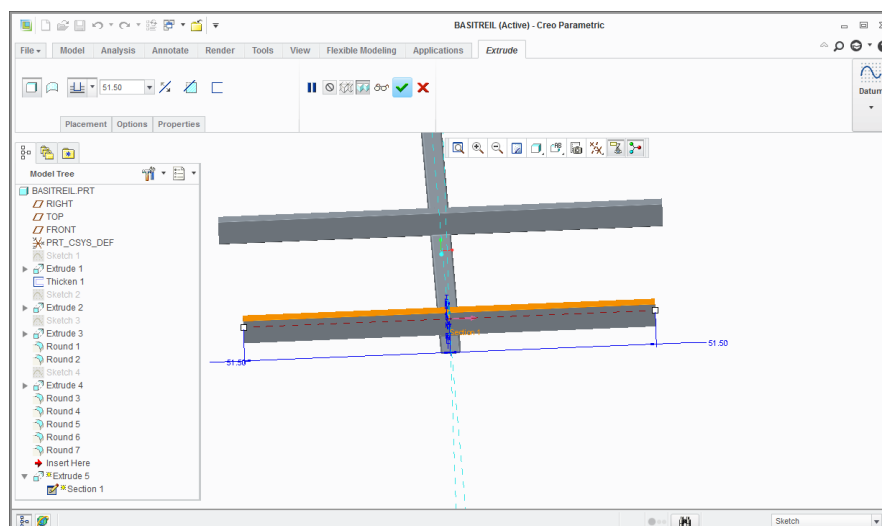 BASITREIL (Active) - Creo Parametric
File Model Analysis Annotate Render Tools View Flexible Modeling Applications Extrude
51.50
Datum
Placement Options Properties
Model Tree
BASITREIL.PRT
RIGHT
TOP
FRONT
PRT_CSYS_DEF
Sketch 1
Extrude 1
Thicken 1
Sketch 2
Extrude 2
Sketch 3
Extrude 3
Round 1
Round 2
Sketch 4
Extrude 4
Round 3
Round 4
Round 5
Round 6
Round 7
Insert Here
Extrude 5
Section 1
Section 1
51.50
51.50
Sketch